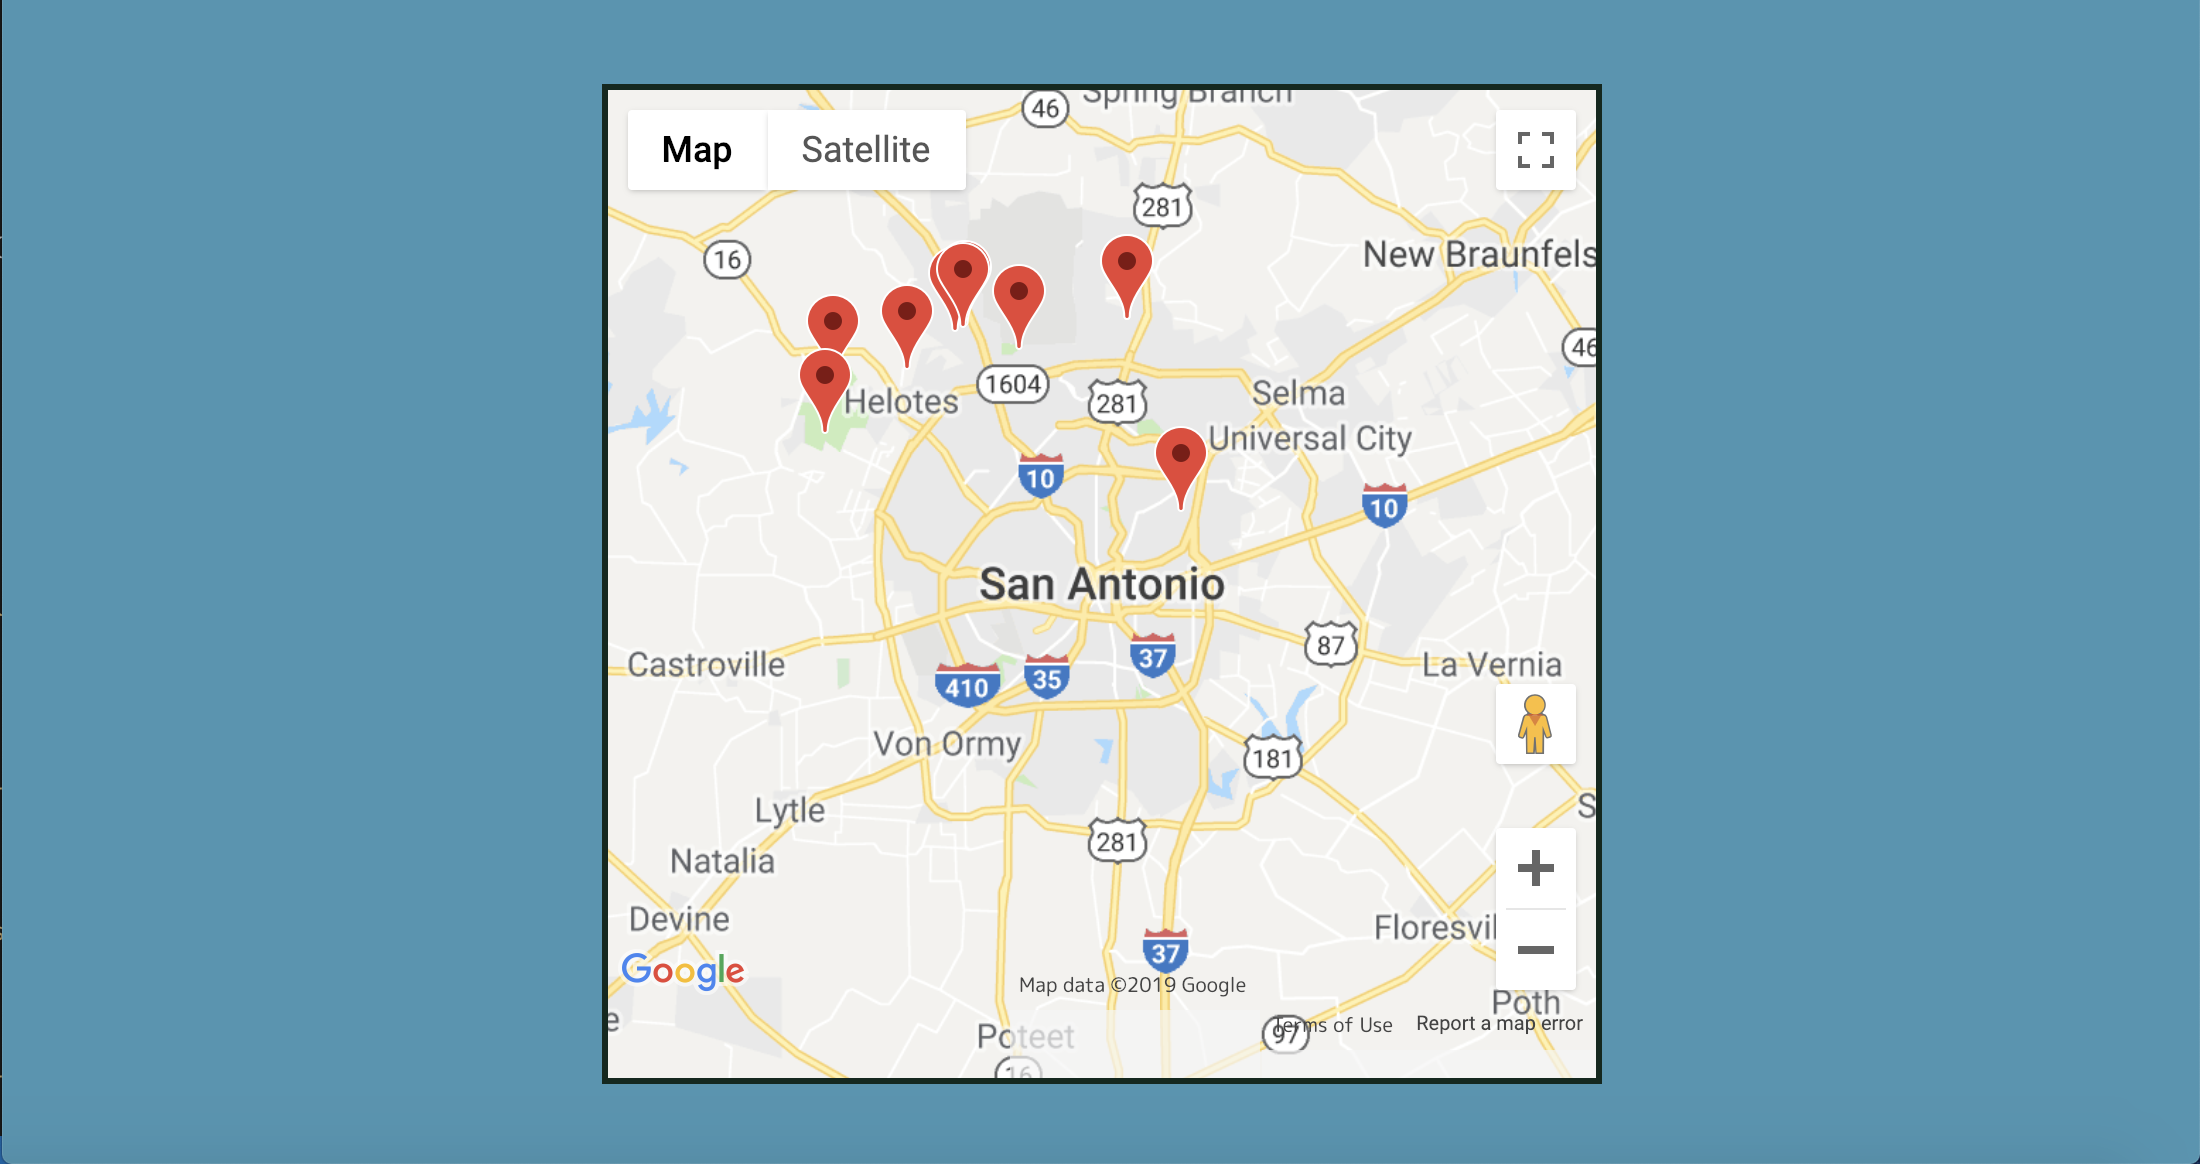 Spring Branch
46
Map
Satellite
281
16
New Braunfels
46
1604
Helotes
281
Selma
Universal City
10
10
San Antonio
87
Castroville
37
La Vernia
410
35
Von Ormy
181
Lytle
281
Natalia
Devine
Floresvil
37
Google
Map data ©2019 Google
Poth
Terms of Use
Report a map error
97
Poteet
16